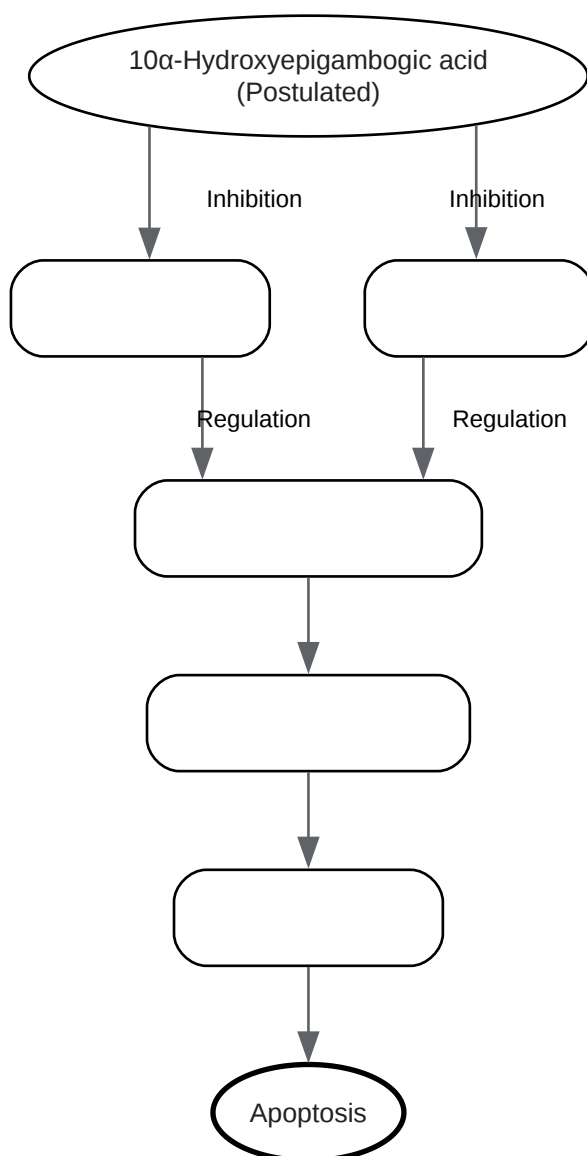 10α-Hydroxyepigambogic acid
(Postulated)
Inhibition
Inhibition
Regulation
Regulation
Apoptosis